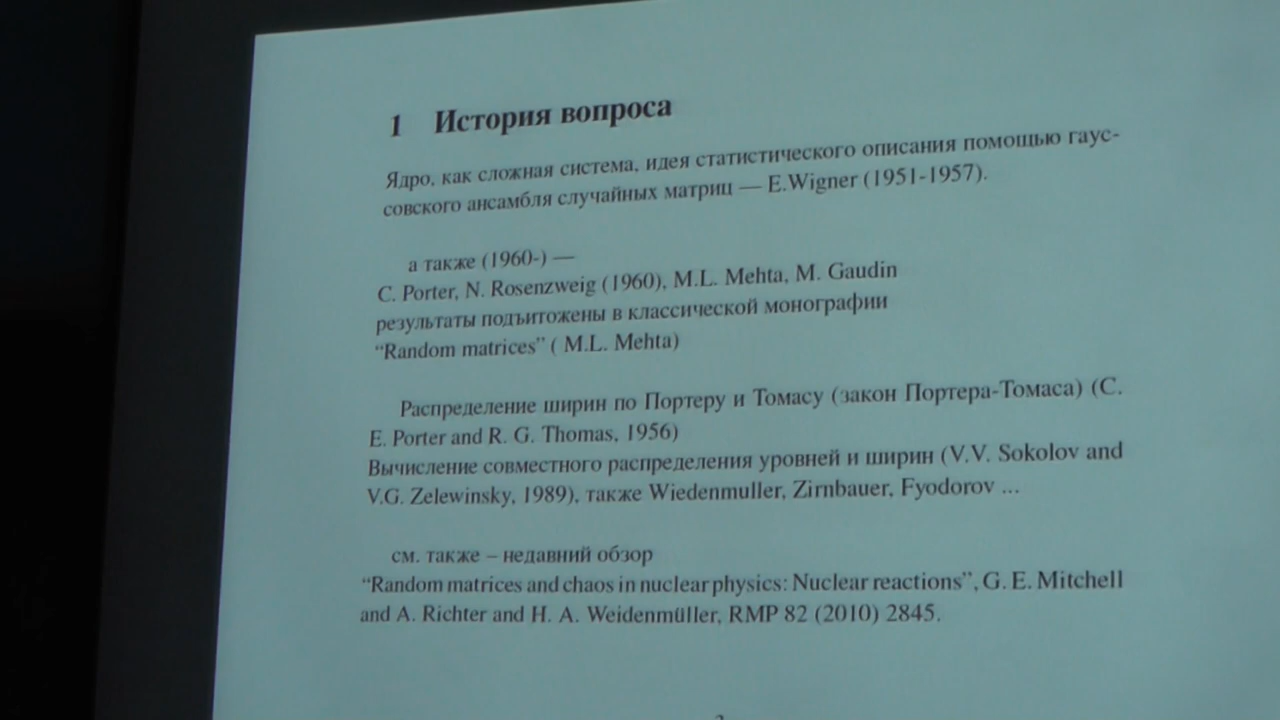 1 История вопроса
Ядро, как сложная система, идея статистического описания помощью гаус-
совского ансамбля случайных матриц — E.Wigner (1951-1957).
а также (1960-) —
C. Porter, N. Rosenzweig (1960), M.L. Mehta, M. Gaudin
результаты подъитожены в классической монографии
“Random matrices” ( M.L. Mehta)
Распределение ширин по Портеру и Томасу (закон Портера-Томаса) (C.
E. Porter and R. G. Thomas, 1956)
Вычисление совместного распределения уровней и ширин (V.V. Sokolov and
V.G. Zelewinsky, 1989), также Wiedenmuller, Zirnbauer, Fyodorov ...
см. также – недавний обзор
“Random matrices and chaos in nuclear physics: Nuclear reactions”, G. E. Mitchell
and A. Richter and H. A. Weidenmüller, RMP 82 (2010) 2845.